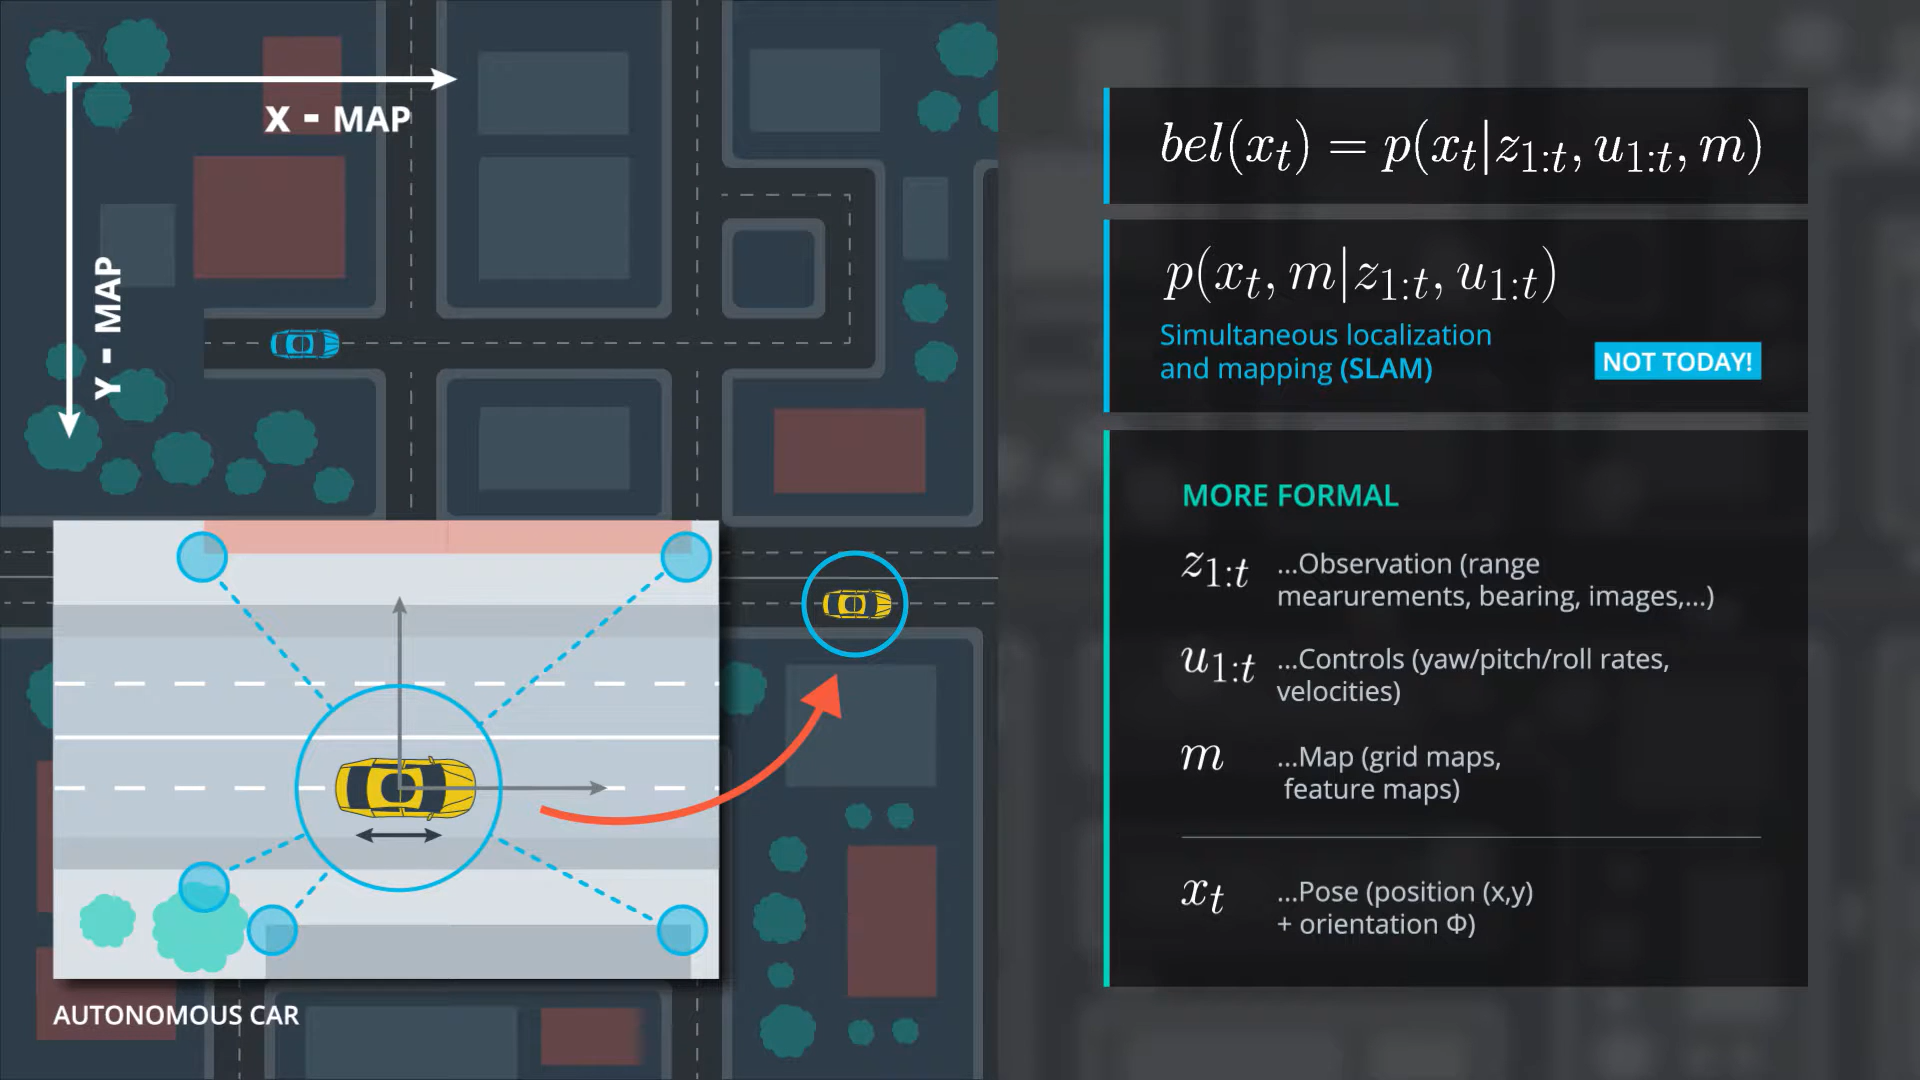 X - MAP
Y - MAP
AUTONOMOUS CAR
bel(x_t) = p(x_t|z_{1:t}, u_{1:t}, m)
p(x_t, m|z_{1:t}, u_{1:t})
Simultaneous localization
and mapping (SLAM)
NOT TODAY!
MORE FORMAL
z_{1:t} ...Observation (range
mearurements, bearing, images,...)
u_{1:t} ...Controls (yaw/pitch/roll rates,
velocities)
m ...Map (grid maps,
feature maps)
x_t ...Pose (position (x,y)
+ orientation Φ)